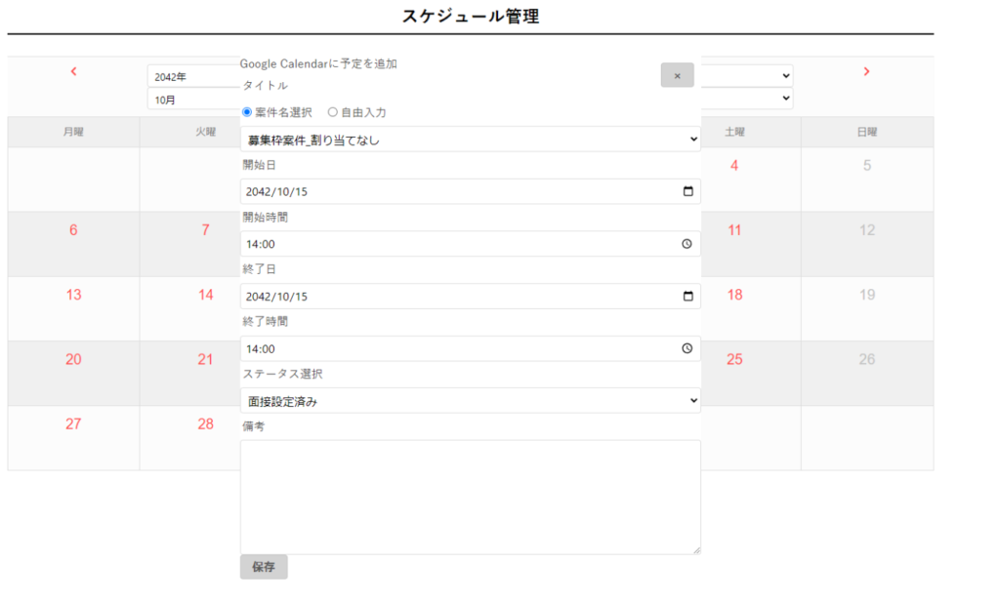 スケジュール管理
Google Calendarに予定を追加
×
タイトル
2042年
10月
案件名選択 自由入力
募集枠案件_割り当てなし
月曜 火曜 土曜 日曜
開始日
4 5
2042/10/15
開始時間
6 7 11 12
14:00
終了日
13 14 18 19
2042/10/15
終了時間
14:00
20 21 25 26
ステータス選択
面接設定済み
27 28
備考
保存